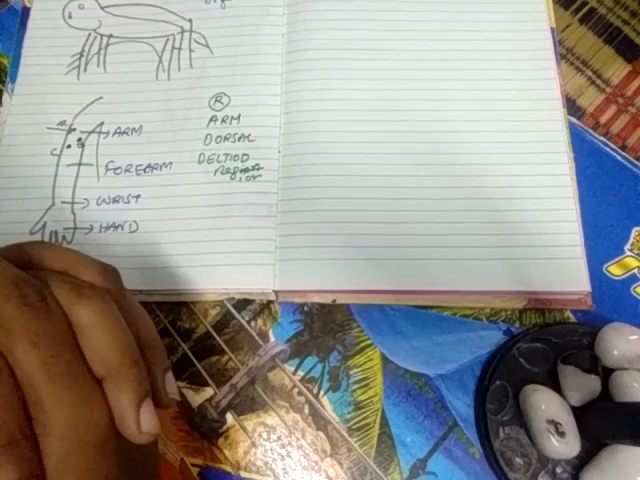 R
ARM
ARM
DORSAL
DELTIOD
FOREARM
WRIST
HAND